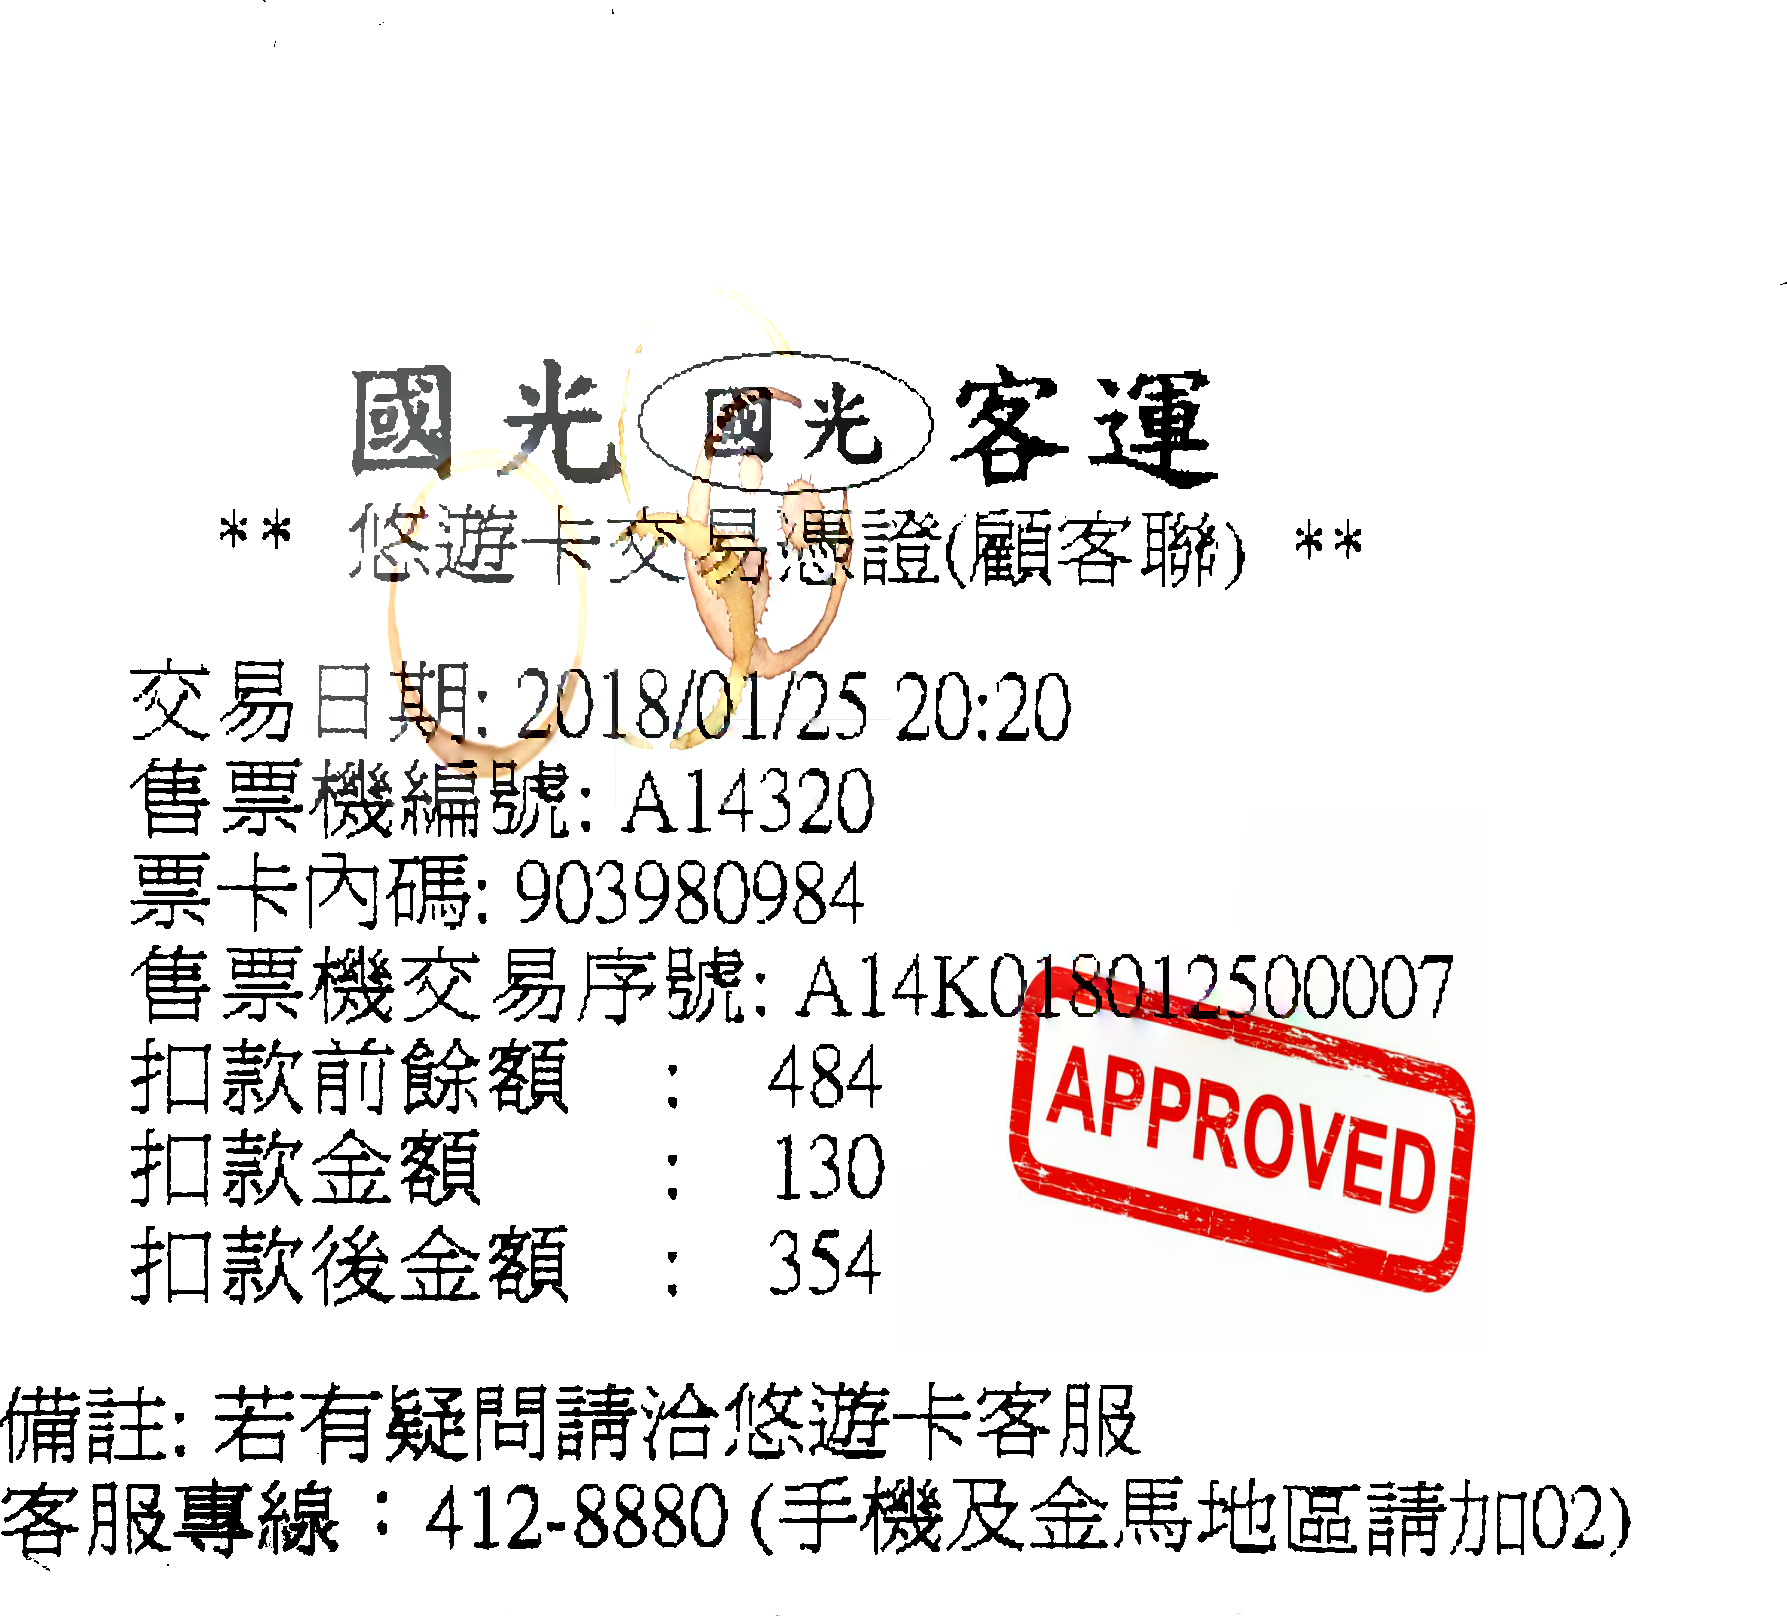 國光 國光 客運
** 悠遊卡交易憑證(顧客聯) **
交易日期: 2018/01/25 20:20
售票機編號: A14320
票卡內碼: 903980984
售票機交易序號: A14K018012500007
扣款前餘額 : 484
扣款金額 : 130
扣款後金額 : 354
APPROVED
備註: 若有疑問請洽悠遊卡客服
客服專線：412-8880 (手機及金馬地區請加02)